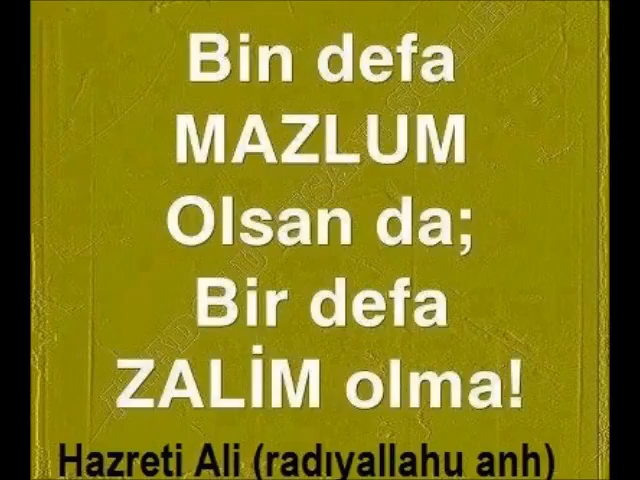 Bin defa
MAZLUM
Olsan da;
Bir defa
ZALİM olma!
Hazreti Ali (radıyallahu anh)